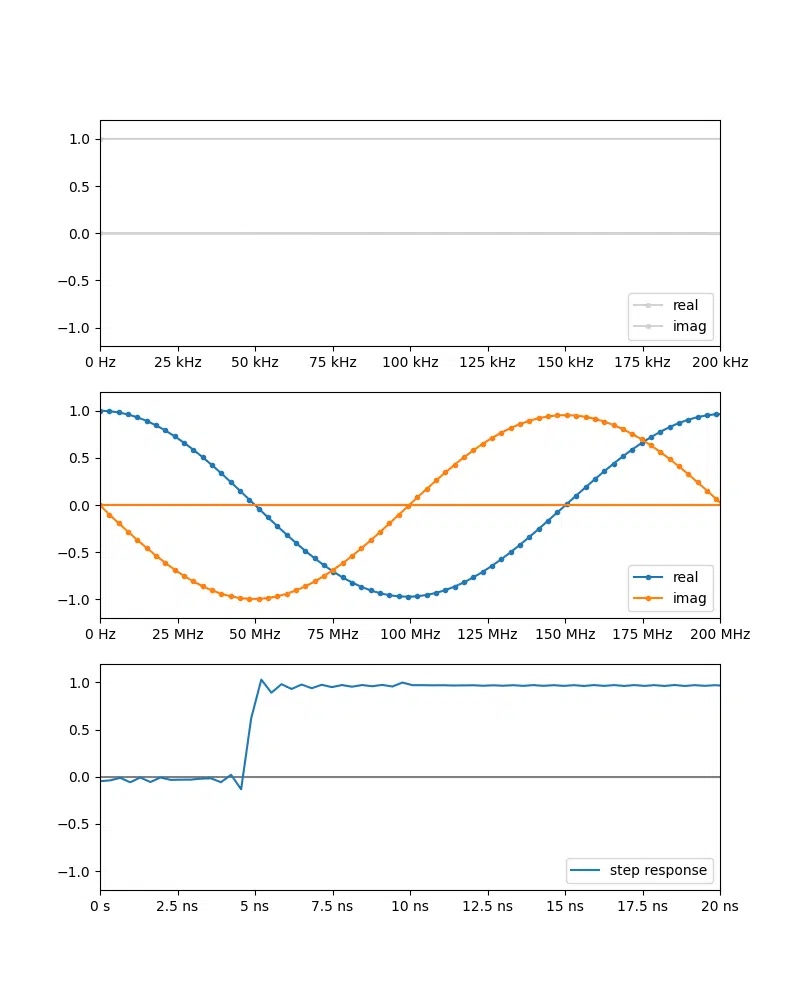 1.0
0.5
0.0
−0.5
−1.0
real
imag
0 Hz 25 kHz 50 kHz 75 kHz 100 kHz 125 kHz 150 kHz 175 kHz 200 kHz
1.0
0.5
0.0
−0.5
−1.0
real
imag
0 Hz 25 MHz 50 MHz 75 MHz 100 MHz 125 MHz 150 MHz 175 MHz 200 MHz
1.0
0.5
0.0
−0.5
−1.0
step response
0 s 2.5 ns 5 ns 7.5 ns 10 ns 12.5 ns 15 ns 17.5 ns 20 ns